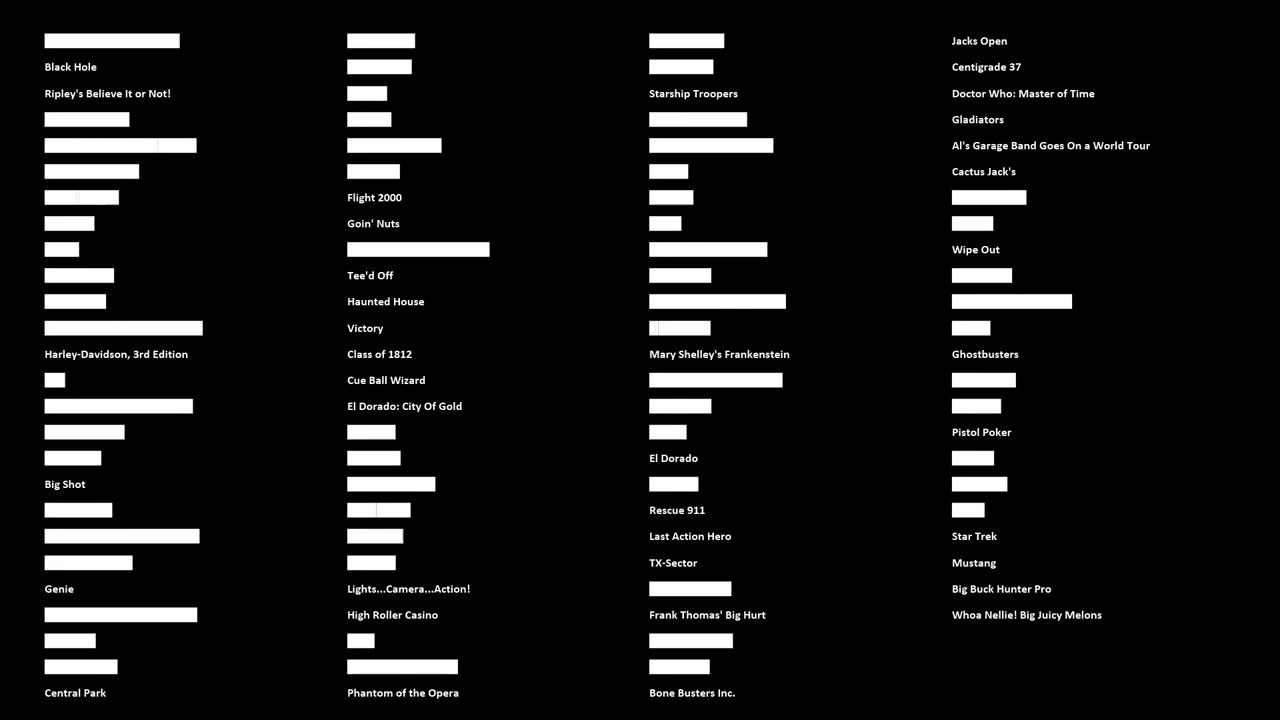 Black Hole
Ripley's Believe It or Not!
Harley-Davidson, 3rd Edition
Big Shot
Genie
Central Park
Flight 2000
Goin' Nuts
Tee'd Off
Haunted House
Victory
Class of 1812
Cue Ball Wizard
El Dorado: City Of Gold
Lights...Camera...Action!
High Roller Casino
Phantom of the Opera
Starship Troopers
Mary Shelley's Frankenstein
El Dorado
Rescue 911
Last Action Hero
TX-Sector
Frank Thomas' Big Hurt
Bone Busters Inc.
Jacks Open
Centigrade 37
Doctor Who: Master of Time
Gladiators
Al's Garage Band Goes On a World Tour
Cactus Jack's
Wipe Out
Ghostbusters
Pistol Poker
Star Trek
Mustang
Big Buck Hunter Pro
Whoa Nellie! Big Juicy Melons